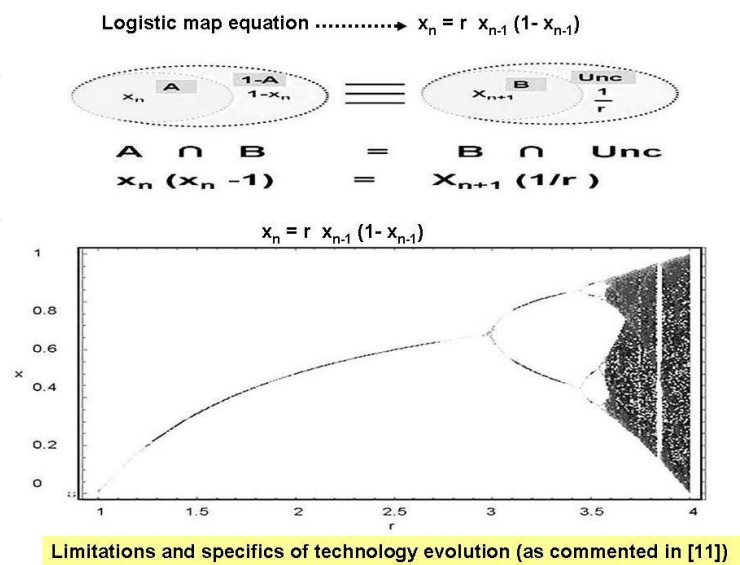 Logistic map equation ............ xₙ = r xₙ₋₁ (1- xₙ₋₁)
A 1-A B Unc
xₙ 1-xₙ Xₙ₊₁ 1/r
A ∩ B = B ∩ Unc
xₙ (xₙ -1) = Xₙ₊₁ (1/r )
xₙ = r xₙ₋₁ (1- xₙ₋₁)
1
0.8
0.6
x
0.4
0.2
0
1 1.5 2 2.5 3 3.5 4
r
Limitations and specifics of technology evolution (as commented in [11])